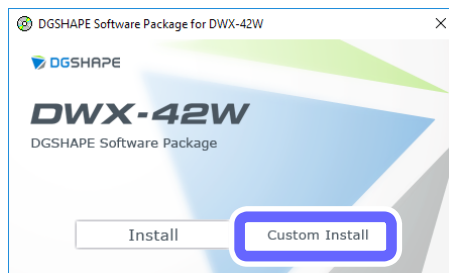 DGSHAPE Software Package for DWX-42W
DGSHAPE
DWX-42W
DGSHAPE Software Package
Install
Custom Install